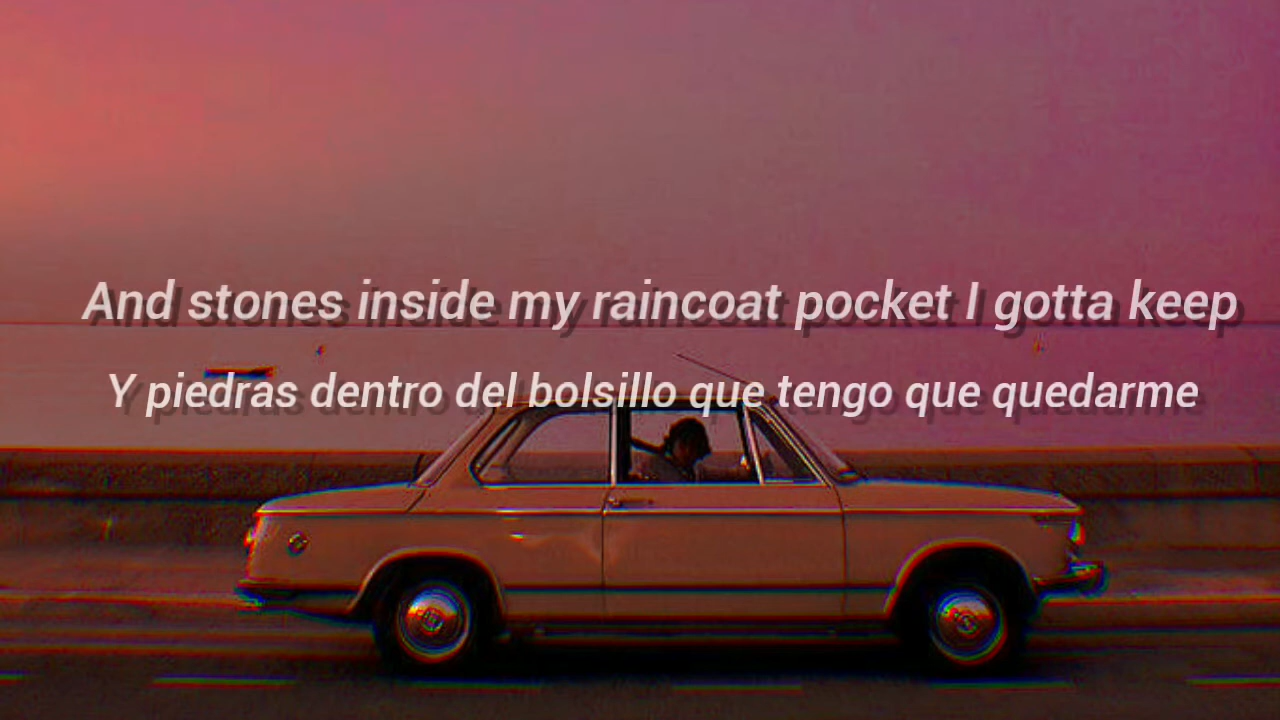 And stones inside my raincoat pocket I gotta keep
Y piedras dentro del bolsillo que tengo que quedarme